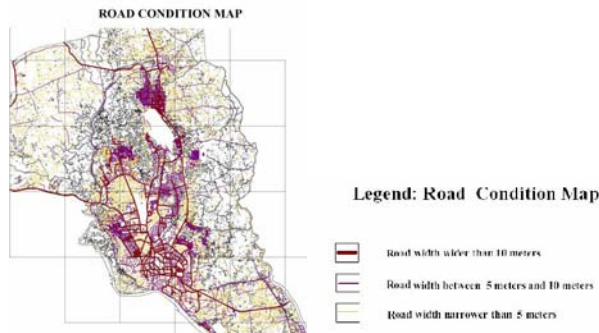 ROAD CONDITION MAP
Legend: Road Condition Map
Road width wider than 10 meters
Road width between 5 meters and 10 meters
Road width narrower than 5 meters